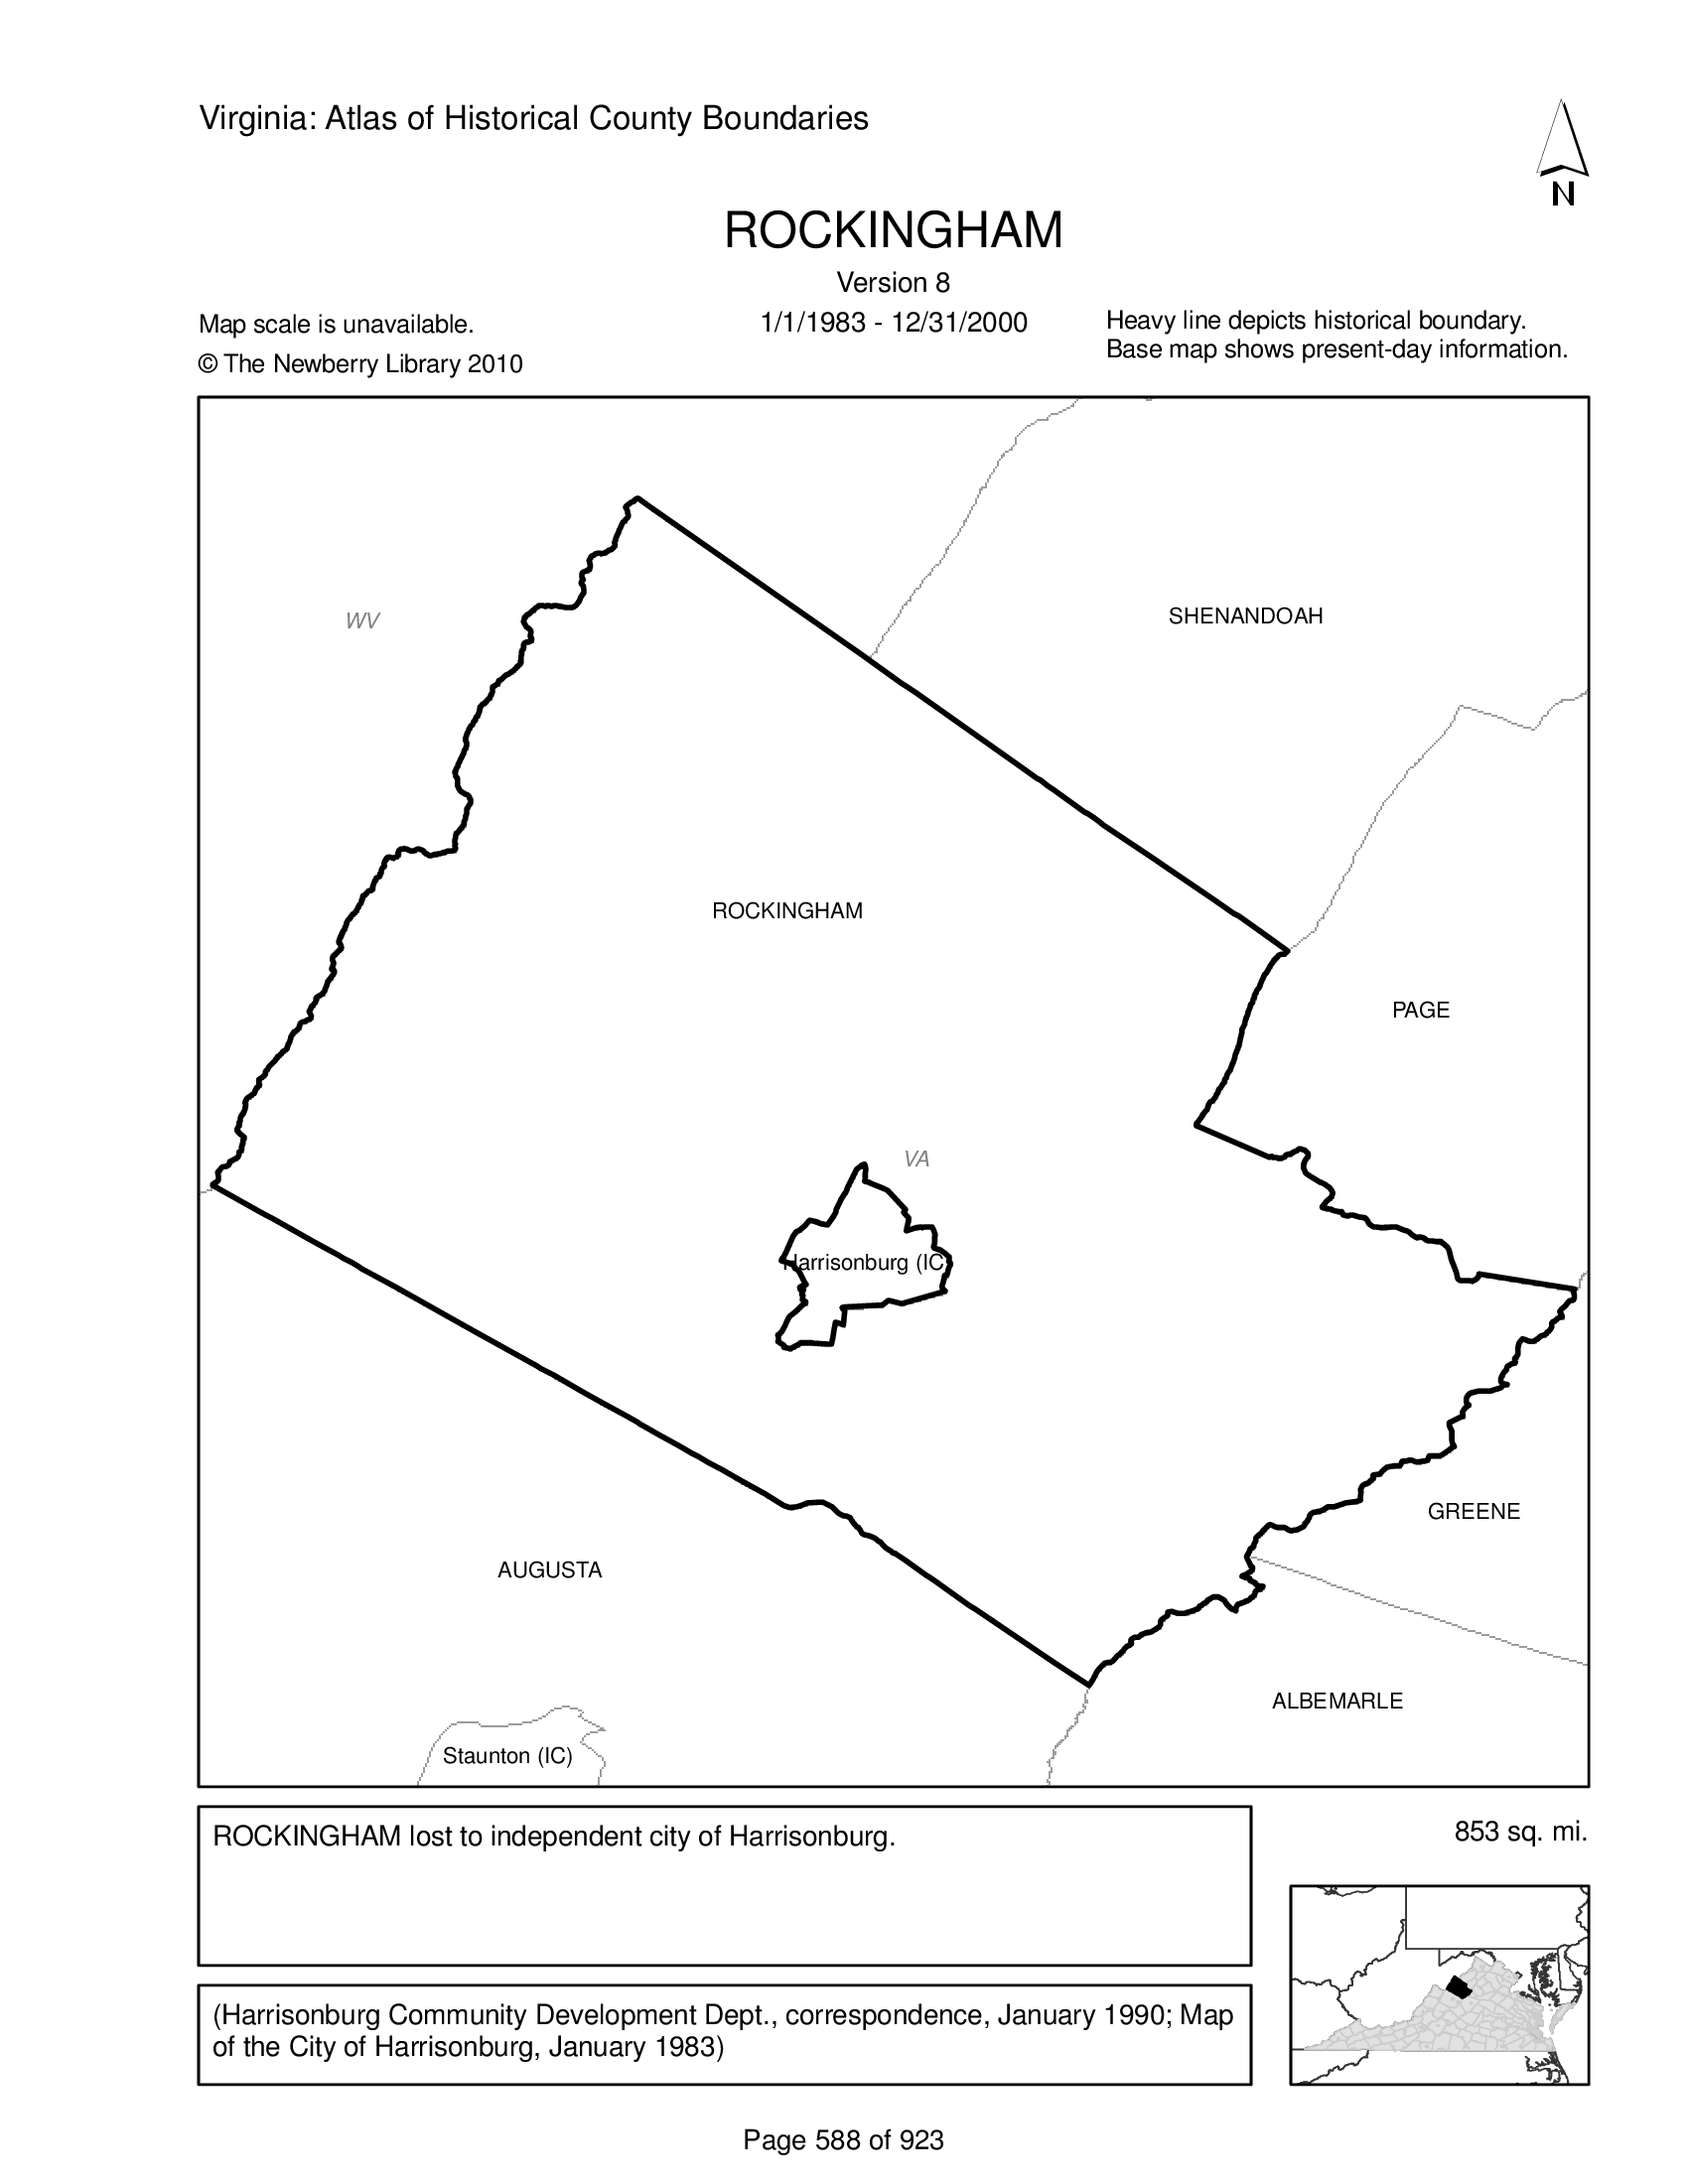 Virginia: Atlas of Historical County Boundaries
N
ROCKINGHAM
Version 8
1/1/1983 - 12/31/2000
Map scale is unavailable.
© The Newberry Library 2010
Heavy line depicts historical boundary.
Base map shows present-day information.
WV
SHENANDOAH
ROCKINGHAM
PAGE
VA
Harrisonburg (IC)
GREENE
AUGUSTA
ALBEMARLE
Staunton (IC)
ROCKINGHAM lost to independent city of Harrisonburg.
853 sq. mi.
(Harrisonburg Community Development Dept., correspondence, January 1990; Map
of the City of Harrisonburg, January 1983)
Page 588 of 923